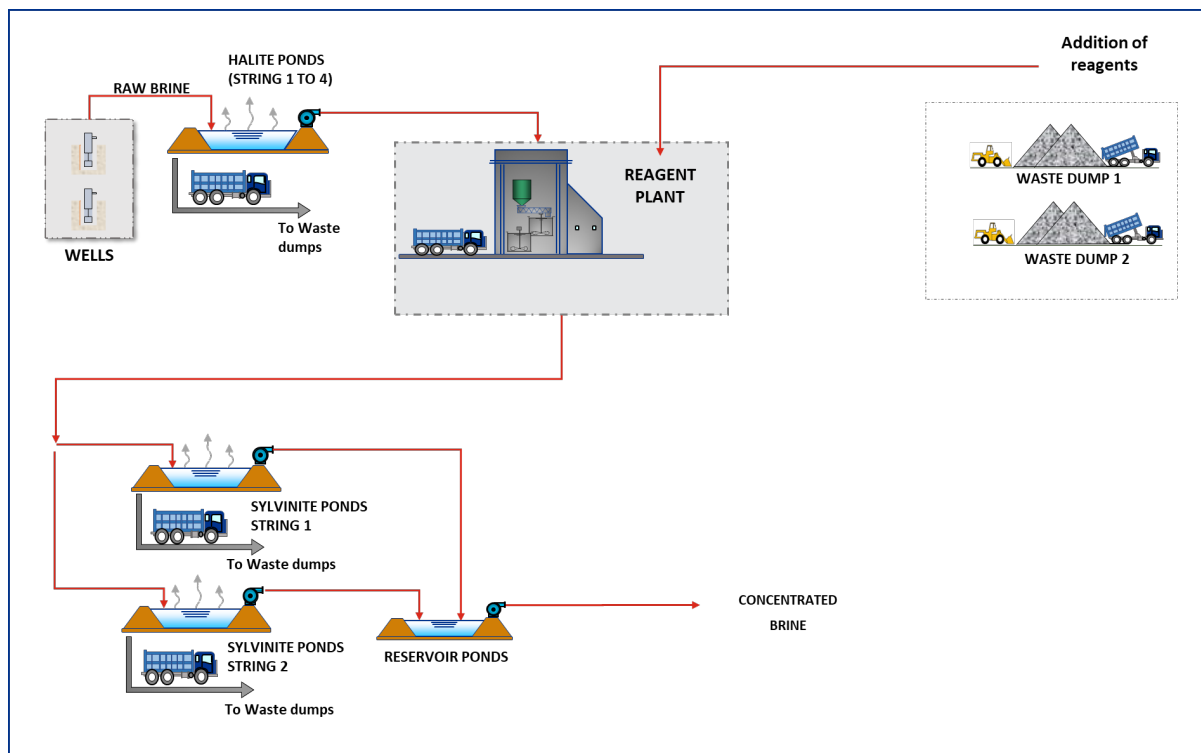 HALITE PONDS
(STRING 1 TO 4)
RAW BRINE
Addition of
reagents
To Waste
dumps
WELLS
REAGENT
PLANT
WASTE DUMP 1
WASTE DUMP 2
SYLVINITE PONDS
STRING 1
To Waste dumps
SYLVINITE PONDS
STRING 2
To Waste dumps
RESERVOIR PONDS
CONCENTRATED
BRINE